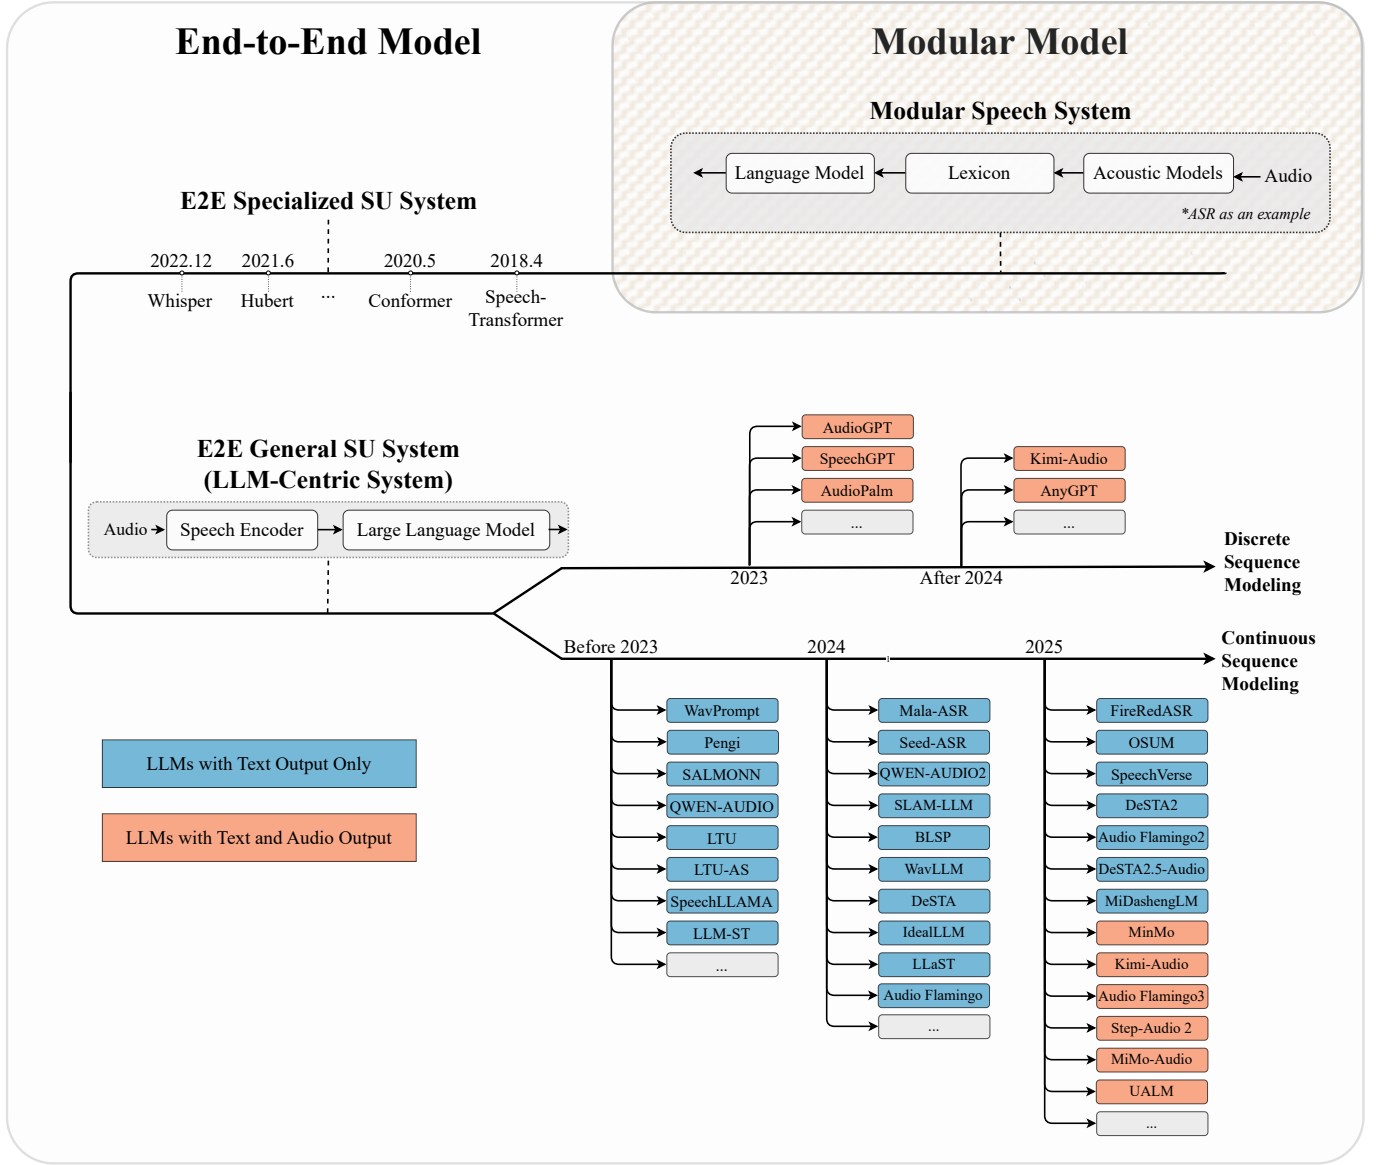 End-to-End Model
Modular Model
Modular Speech System
Language Model
Lexicon
Acoustic Models
Audio
*ASR as an example
E2E Specialized SU System
2022.12
2021.6
2020.5
2018.4
Whisper
Hubert
...
Conformer
Speech-
Transformer
E2E General SU System
(LLM-Centric System)
Audio
Speech Encoder
Large Language Model
AudioGPT
SpeechGPT
AudioPalm
...
Kimi-Audio
AnyGPT
...
2023
After 2024
Discrete
Sequence
Modeling
Before 2023
2024
2025
Continuous
Sequence
Modeling
WavPrompt
Pengi
SALMONN
QWEN-AUDIO
LTU
LTU-AS
SpeechLLAMA
LLM-ST
...
Mala-ASR
Seed-ASR
QWEN-AUDIO2
SLAM-LLM
BLSP
WavLLM
DeSTA
IdealLLM
LLaST
Audio Flamingo
...
FireRedASR
OSUM
SpeechVerse
DeSTA2
Audio Flamingo2
DeSTA2.5-Audio
MiDashengLM
MinMo
Kimi-Audio
Audio Flamingo3
Step-Audio 2
MiMo-Audio
UALM
...
LLMs with Text Output Only
LLMs with Text and Audio Output